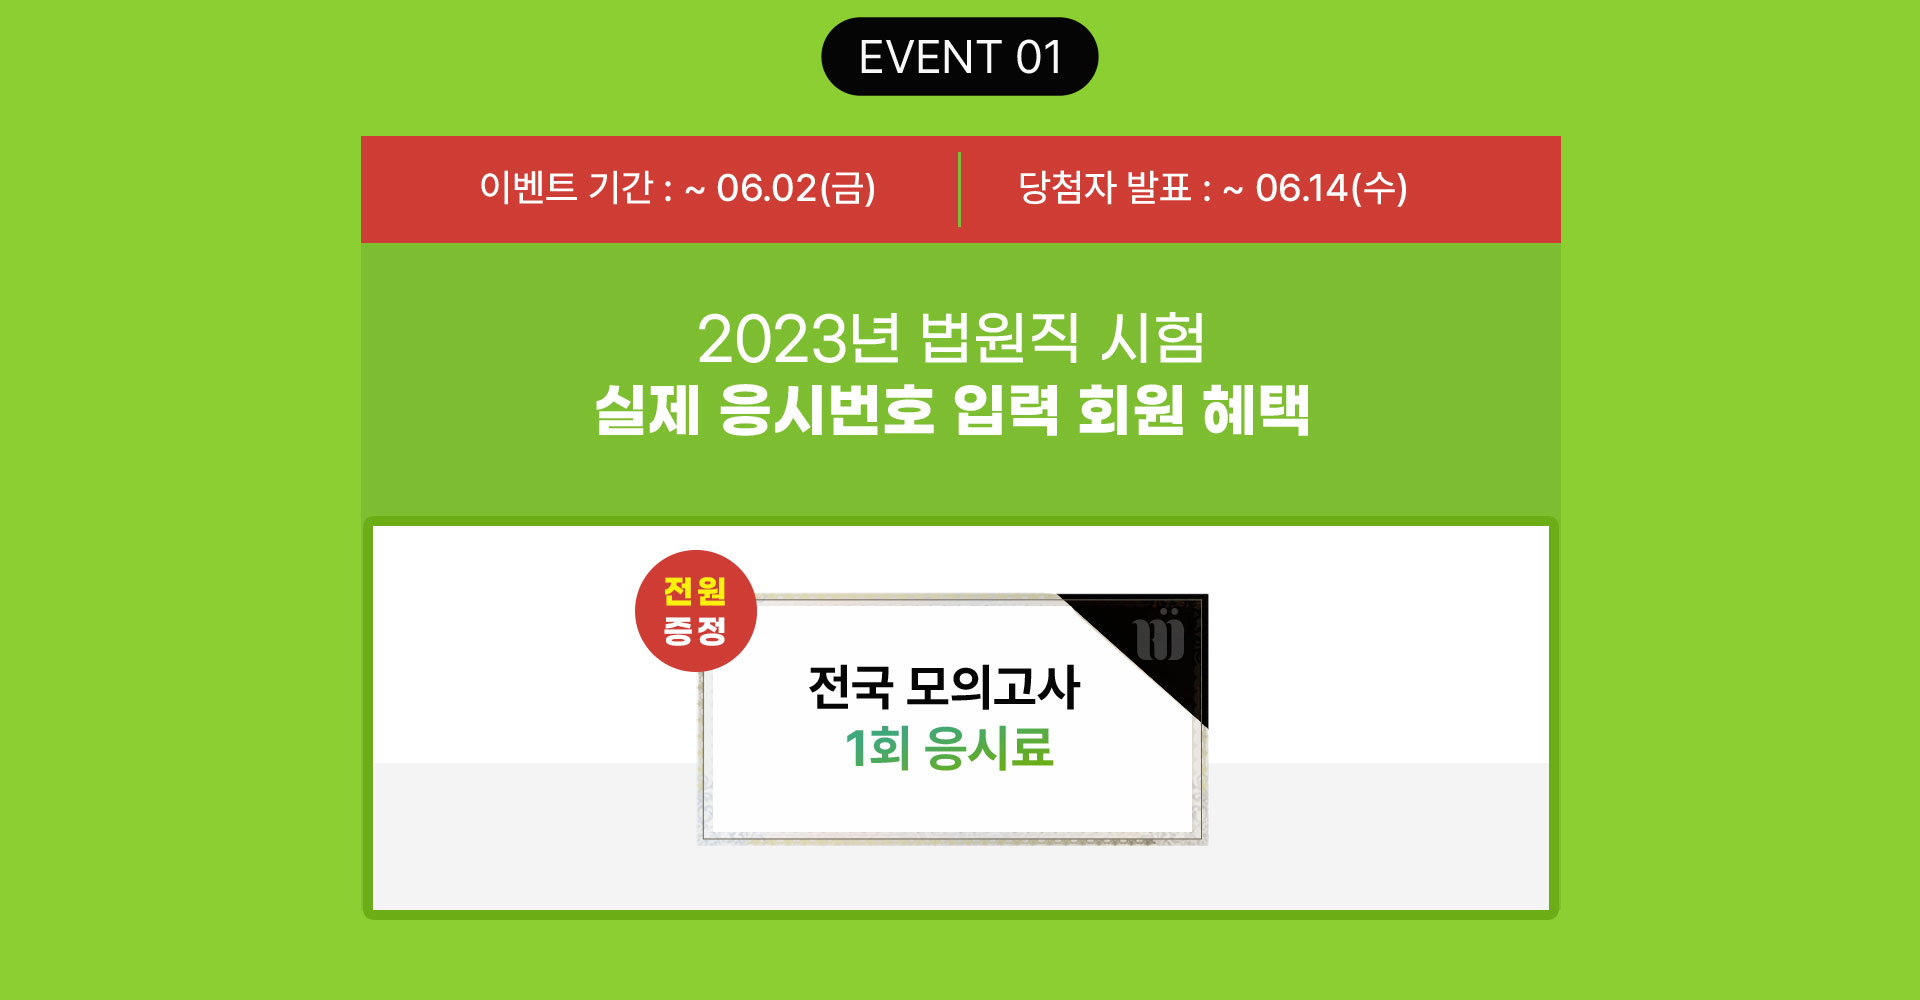 EVENT 01
이벤트 기간 : ~ 06.02(금)
당첨자 발표 : ~ 06.14(수)
2023년 법원직 시험
실제 응시번호 입력 회원 혜택
전원
증정
전국 모의고사
1회 응시료